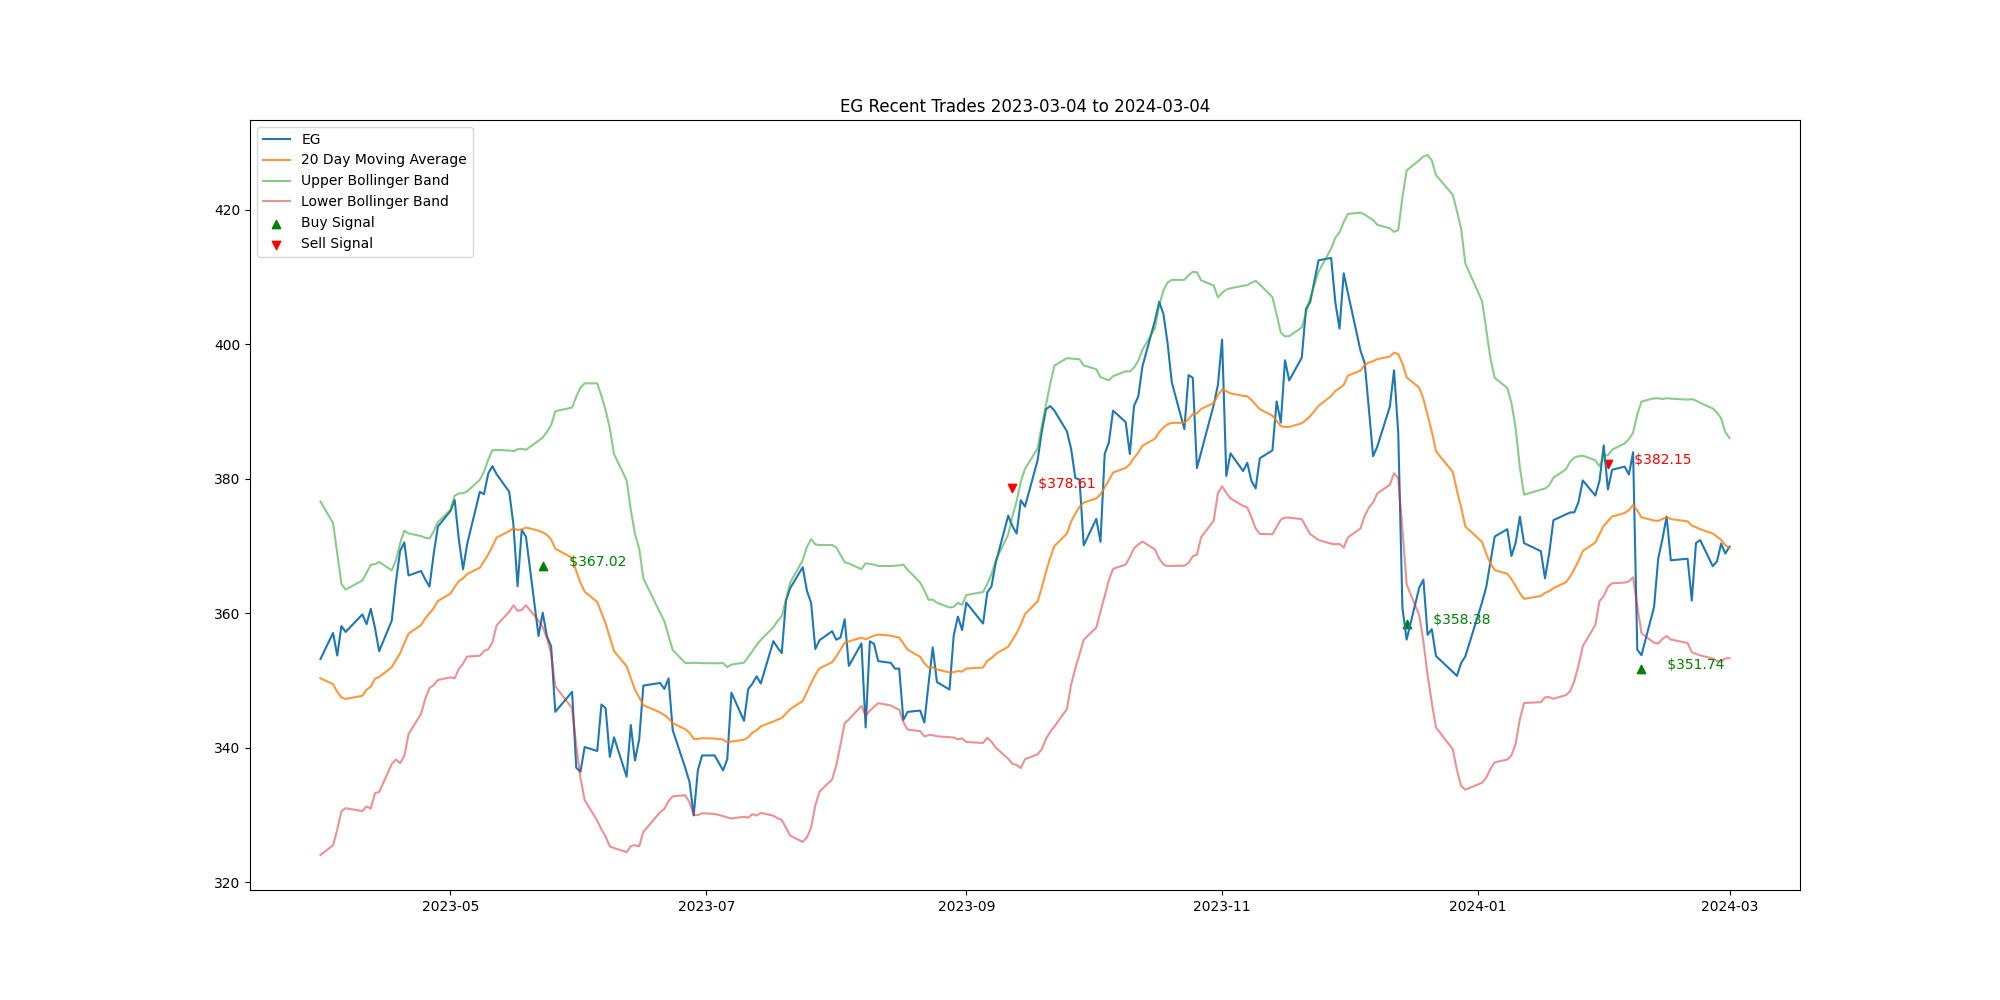 EG Recent Trades 2023-03-04 to 2024-03-04
EG
20 Day Moving Average
Upper Bollinger Band
Lower Bollinger Band
Buy Signal
Sell Signal
420
400
380
360
340
320
$367.02
$378.61
$358.38
$382.15
$351.74
2023-05
2023-07
2023-09
2023-11
2024-01
2024-03